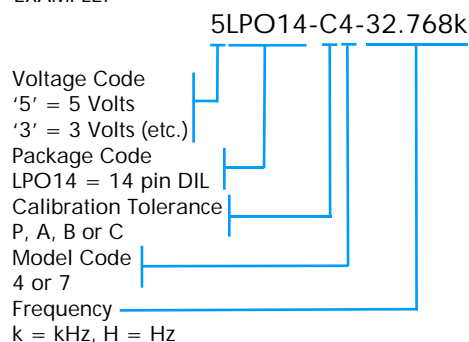 EXAMPLE:
5LPO14-C4-32.768k
Voltage Code
‘5’ = 5 Volts
‘3’ = 3 Volts (etc.)
Package Code
LPO14 = 14 pin DIL
Calibration Tolerance
P, A, B or C
Model Code
4 or 7
Frequency
k = kHz, H = Hz